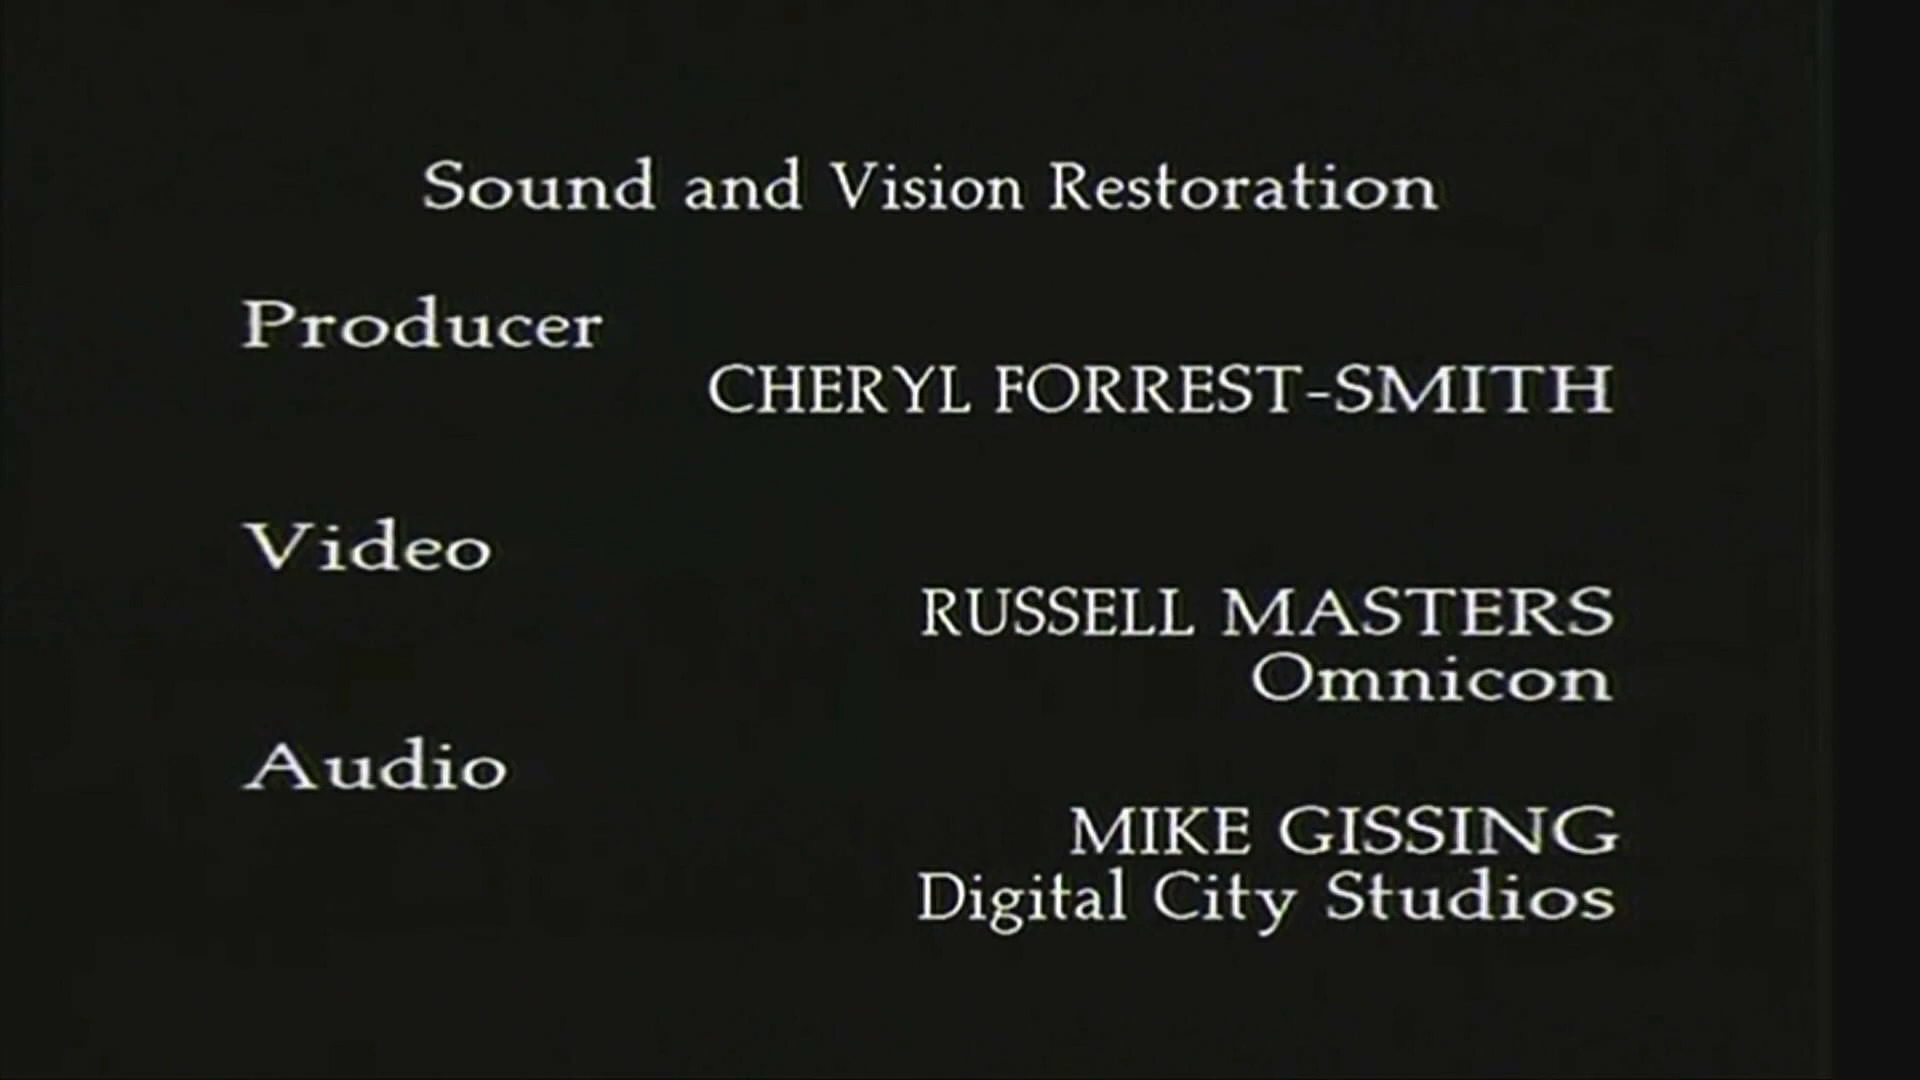 Sound and Vision Restoration
Producer
CHERYL FORREST-SMITH
Video
RUSSELL MASTERS
Omnicon
Audio
MIKE GISSING
Digital City Studios